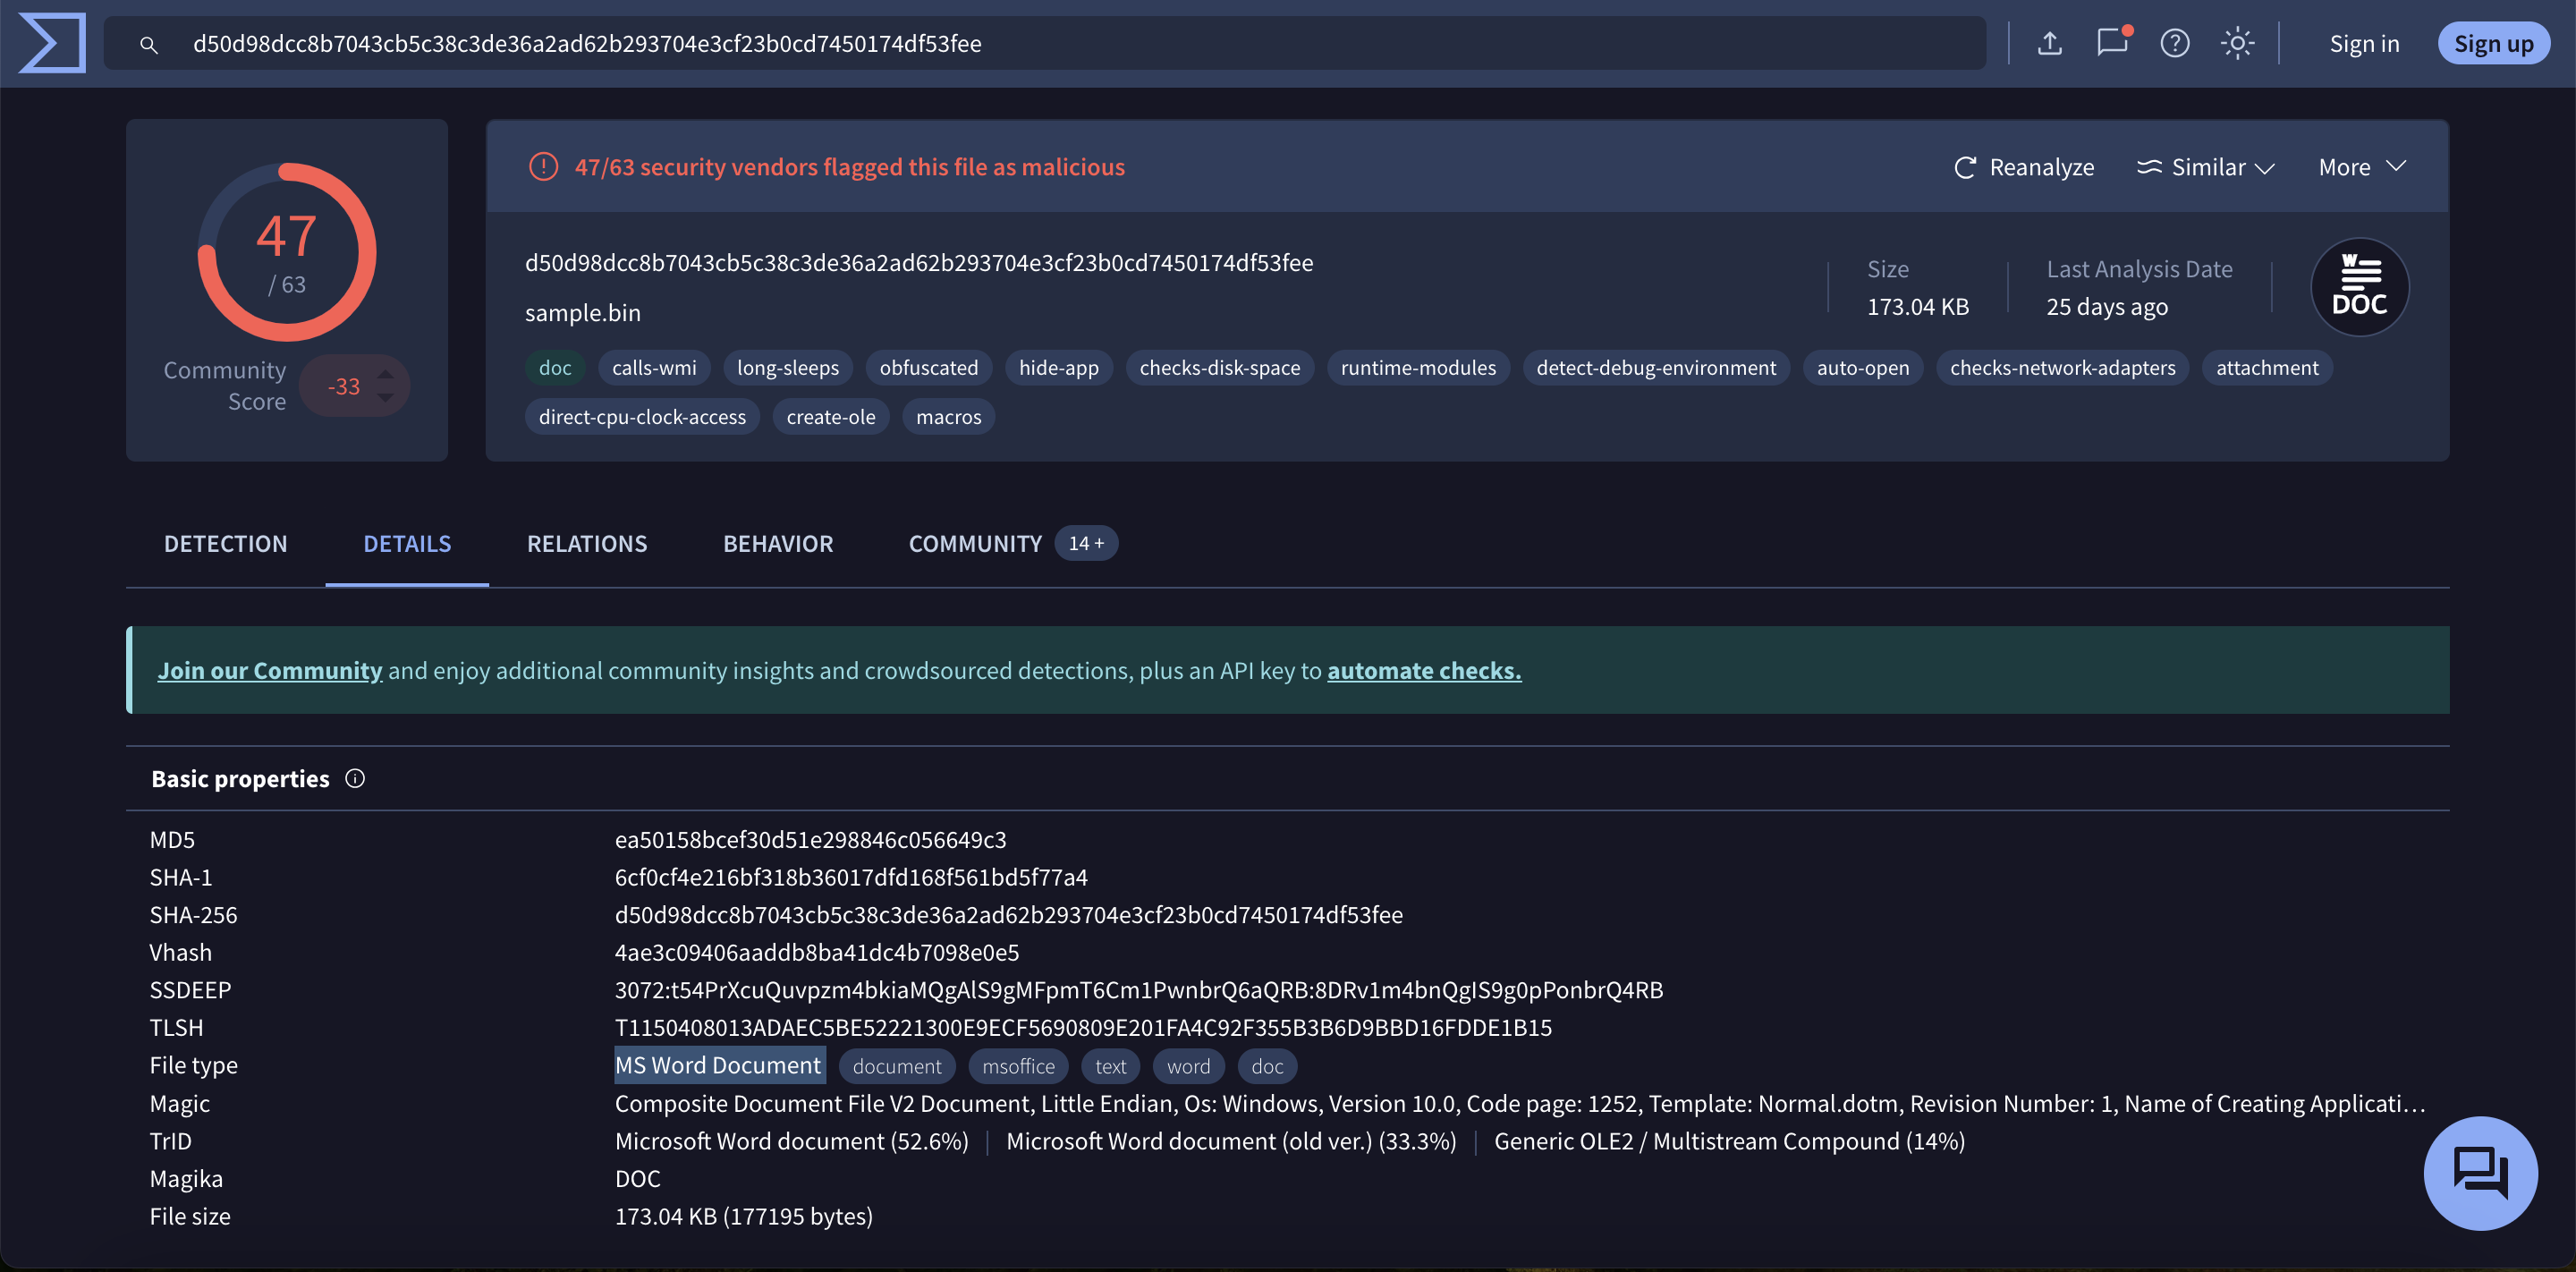 d50d98dcc8b7043cb5c38c3de36a2ad62b293704e3cf23b0cd7450174df53fee
Sign in
Sign up
47
/ 63
Community Score
-33
47/63 security vendors flagged this file as malicious
Reanalyze
Similar
More
d50d98dcc8b7043cb5c38c3de36a2ad62b293704e3cf23b0cd7450174df53fee
sample.bin
Size
173.04 KB
Last Analysis Date
25 days ago
W
DOC
doc calls-wmi long-sleeps obfuscated hide-app checks-disk-space runtime-modules detect-debug-environment auto-open checks-network-adapters attachment
direct-cpu-clock-access create-ole macros
DETECTION DETAILS RELATIONS BEHAVIOR COMMUNITY 14 +
Join our Community and enjoy additional community insights and crowdsourced detections, plus an API key to automate checks.
Basic properties
MD5 ea50158bcef30d51e298846c056649c3
SHA-1 6cf0cf4e216bf318b36017dfd168f561bd5f77a4
SHA-256 d50d98dcc8b7043cb5c38c3de36a2ad62b293704e3cf23b0cd7450174df53fee
Vhash 4ae3c09406aaddb8ba41dc4b7098e0e5
SSDEEP 3072:t54PrXcuQuvpzm4bkiaMQgAlS9gMFpmT6Cm1PwnbrQ6aQRB:8DRv1m4bnQgIS9g0pPonbrQ4RB
TLSH T1150408013ADAEC5BE52221300E9ECF5690809E201FA4C92F355B3B6D9BBD16FDDE1B15
File type MS Word Document document msoffice text word doc
Magic Composite Document File V2 Document, Little Endian, Os: Windows, Version 10.0, Code page: 1252, Template: Normal.dotm, Revision Number: 1, Name of Creating Applicati…
TrID Microsoft Word document (52.6%) | Microsoft Word document (old ver.) (33.3%) | Generic OLE2 / Multistream Compound (14%)
Magika DOC
File size 173.04 KB (177195 bytes)